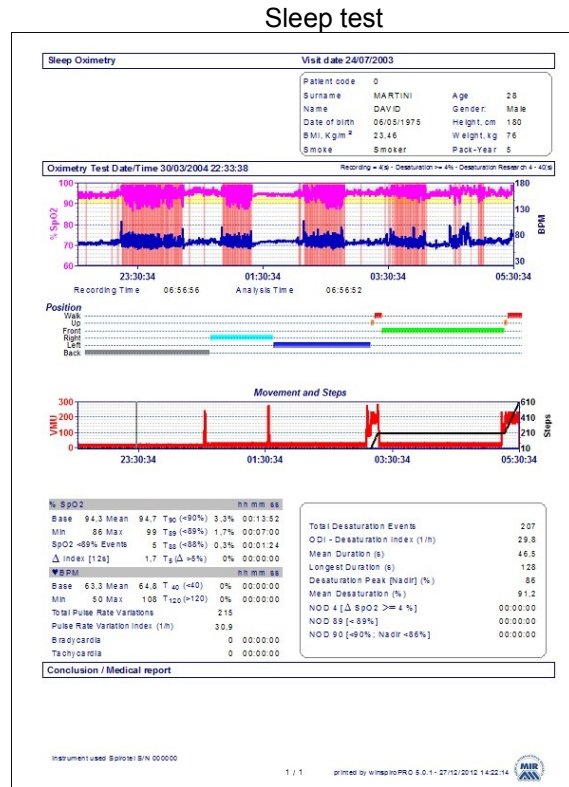 Sleep test
Sleep Oximetry Visit date 24/07/2003
Patient code 0
Surname MARTINI Age 28
Name DAVID Gender: Male
Date of birth 06/05/1975 Height, cm 180
BMI, Kg/m² 23,46 Weight, kg 76
Smoke Smoker Pack-Year 5
Oximetry Test Date/Time 30/03/2004 22:33:38 Recording = 4(s) - Desaturation >= 4% - Desaturation Research 4 - 40(s)
100 180
90 130
80 80
70 30
60
% SpO2 BPM
23:30:34 01:30:34 03:30:34 05:30:34
Recording Time 06:56:56 Analysis Time 06:56:52
Position
Walk
Up
Front
Right
Left
Back
Movement and Steps
300 610
200 410
100 210
0 10
VMU Steps
23:30:34 01:30:34 03:30:34 05:30:34
% SpO2 hh mm ss
Base 94,3 Mean 94,7 T90 (<90%) 3,3% 00:13:52
Min 86 Max 99 T89 (<89%) 1,7% 00:07:00
SpO2 <89% Events 5 T88 (<88%) 0,3% 00:01:24
Δ Index [12s] 1,7 T5 (Δ >5%) 0% 00:00:00
♥BPM hh mm ss
Base 63,3 Mean 64,8 T 40 (<40) 0% 00:00:00
Min 50 Max 108 T120 (>120) 0% 00:00:00
Total Pulse Rate Variations 215
Pulse Rate Variation Index (1/h) 30,9
Bradycardia 0 00:00:00
Tachycardia 0 00:00:00
Total Desaturation Events 207
ODI - Desaturation Index (1/h) 29,8
Mean Duration (s) 46,5
Longest Duration (s) 128
Desaturation Peak [Nadir] (%) 86
Mean Desaturation (%) 91,2
NOD 4 [Δ SpO2 >= 4 %] 00:00:00
NOD 89 [< 89%] 00:00:00
NOD 90 [<90%; Nadir <86%] 00:00:00
Conclusion / Medical report
Instrument used Spirotel S/N 000000
1 / 1 printed by winspiroPRO 5.0.1 - 27/12/2012 14:22:14 MIR